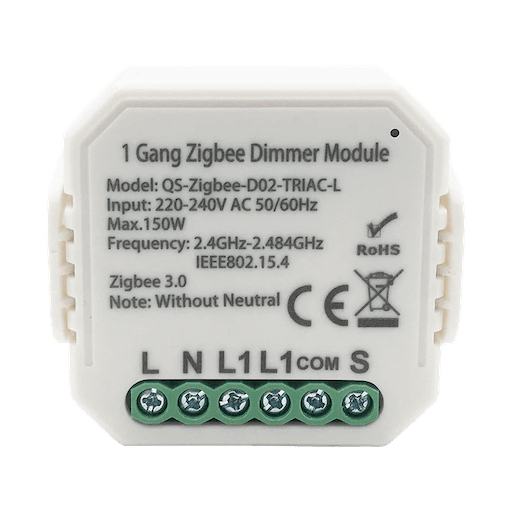 1 Gang Zigbee Dimmer Module
Model: QS-Zigbee-D02-TRIAC-L
Input: 220-240V AC 50/60Hz
Max.150W
Frequency: 2.4GHz-2.484GHz
IEEE802.15.4
Zigbee 3.0
Note: Without Neutral
RoHS
CE
L N L1 L1 COM S